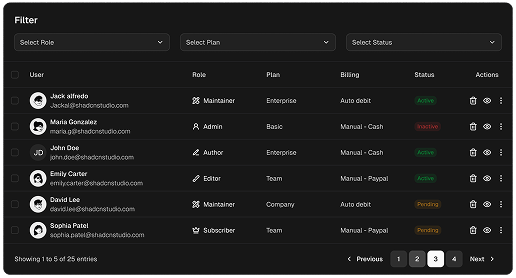 Filter
Select Role Select Plan Select Status
User Role Plan Billing Status Actions
Jack alfredo
Jackal@shadcnstudio.com
Maintainer Enterprise Auto debit Active
Maria Gonzalez
maria.g@shadcnstudio.com
Admin Basic Manual - Cash Inactive
JD
John Doe
john.doe@shadcnstudio.com
Author Enterprise Manual - Cash Active
Emily Carter
emily.carter@shadcnstudio.com
Editor Team Manual - Paypal Active
David Lee
david.lee@shadcnstudio.com
Maintainer Company Auto debit Pending
Sophia Patel
sophia.patel@shadcnstudio.com
Subscriber Team Manual - Paypal Pending
Showing 1 to 5 of 25 entries Previous 1 2 3 4 Next